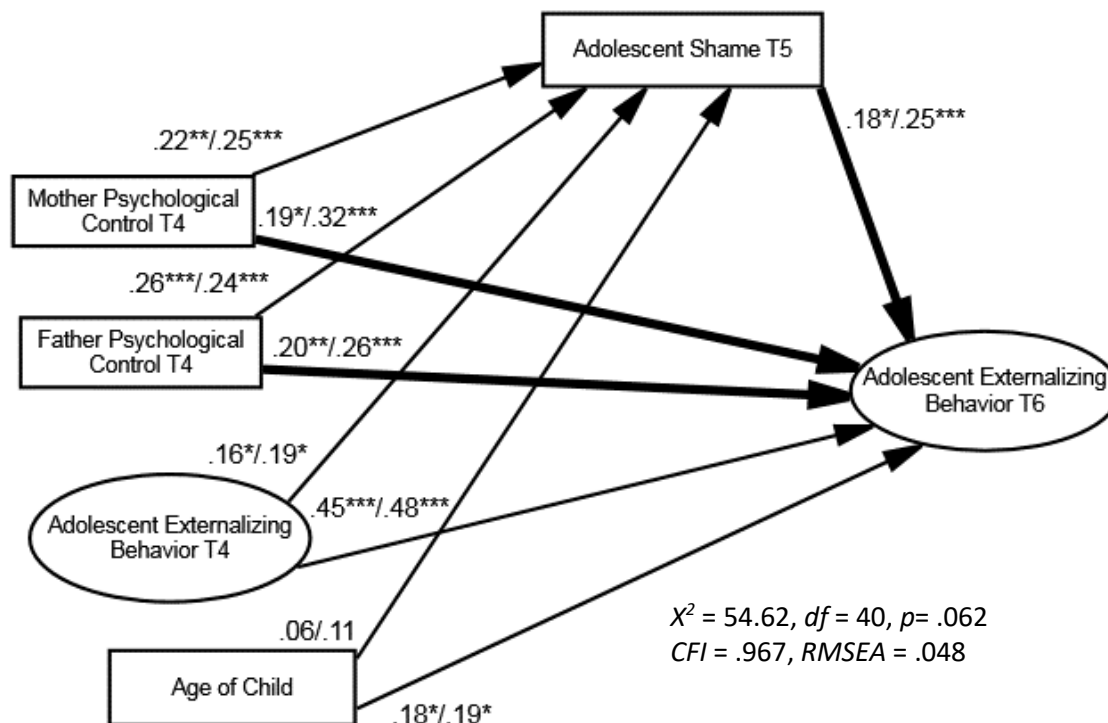 Adolescent Shame T5
.18*/.25***
.22**/.25***
Mother Psychological
Control T4
.19*/.32***
.26***/.24***
Father Psychological
Control T4
.20**/.26***
Adolescent Externalizing
Behavior T6
.16*/.19*
.45***/.48***
Adolescent Externalizing
Behavior T4
X² = 54.62, df = 40, p= .062
CFI = .967, RMSEA = .048
.06/.11
Age of Child
.18*/.19*